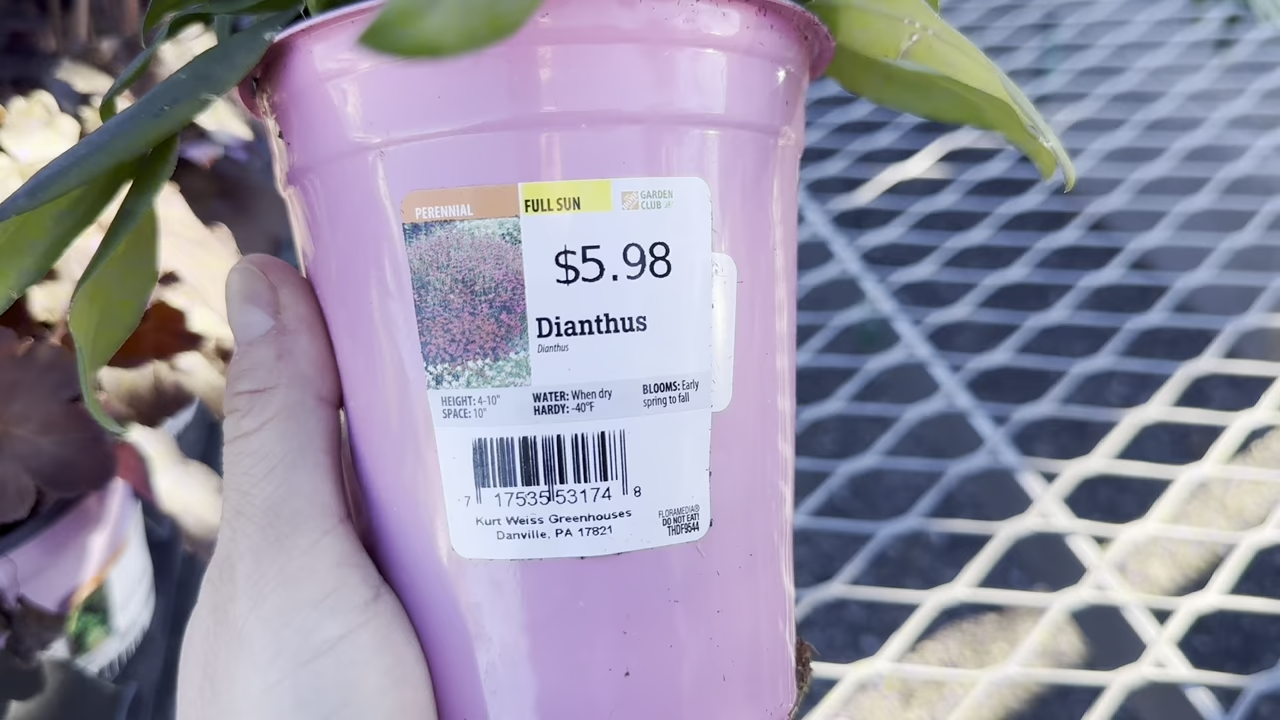 PERENNIAL
FULL SUN
GARDEN
CLUB
$5.98
Dianthus
Dianthus
HEIGHT: 4-10"
SPACE: 10"
WATER: When dry
HARDY: -40°F
BLOOMS: Early
spring to fall
7 17535 53174 8
Kurt Weiss Greenhouses
Danville, PA 17821
FLORAMEDIA®
DO NOT EAT!
THDF9544